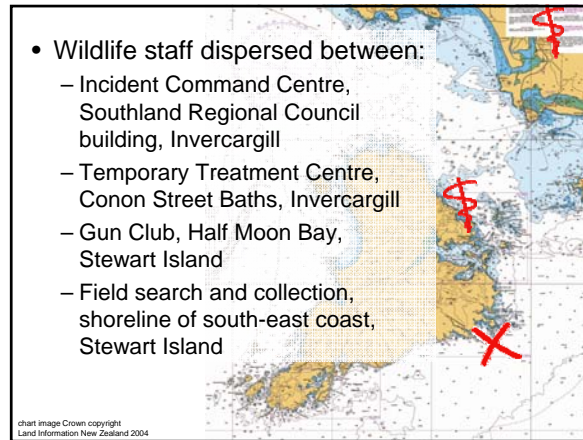 • Wildlife staff dispersed between:
– Incident Command Centre,
Southland Regional Council
building, Invercargill
– Temporary Treatment Centre,
Conon Street Baths, Invercargill
– Gun Club, Half Moon Bay,
Stewart Island
– Field search and collection,
shoreline of south-east coast,
Stewart Island
chart image Crown copyright
Land Information New Zealand 2004